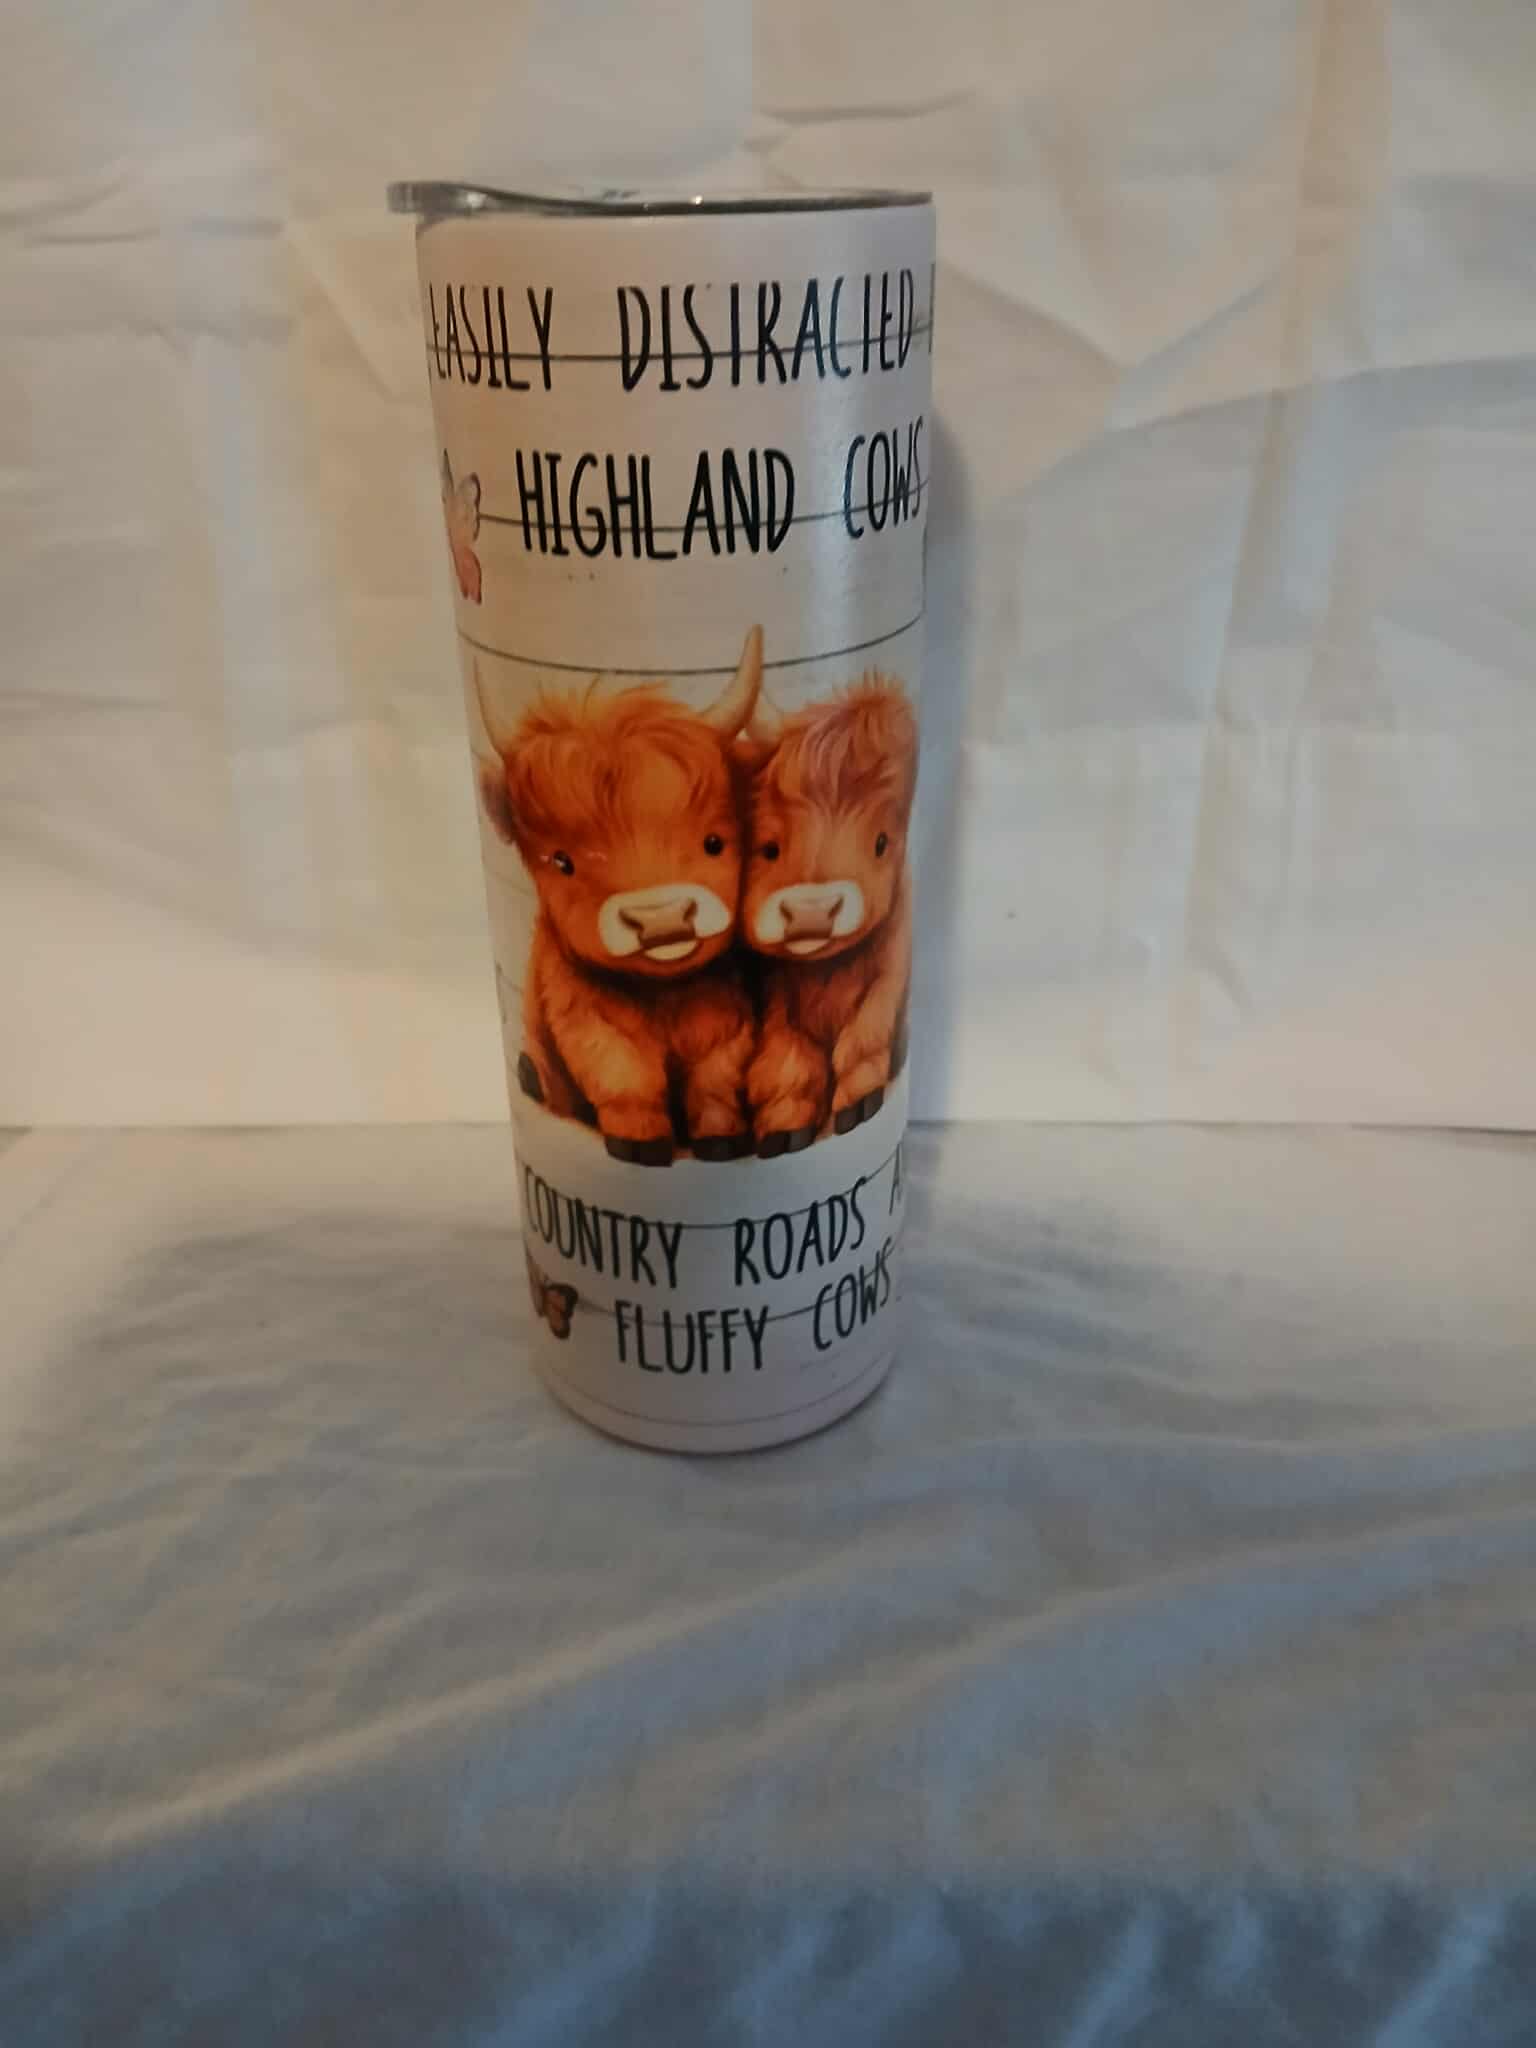 EASILY DISTRACTED
HIGHLAND COWS
COUNTRY ROADS
FLUFFY COWS